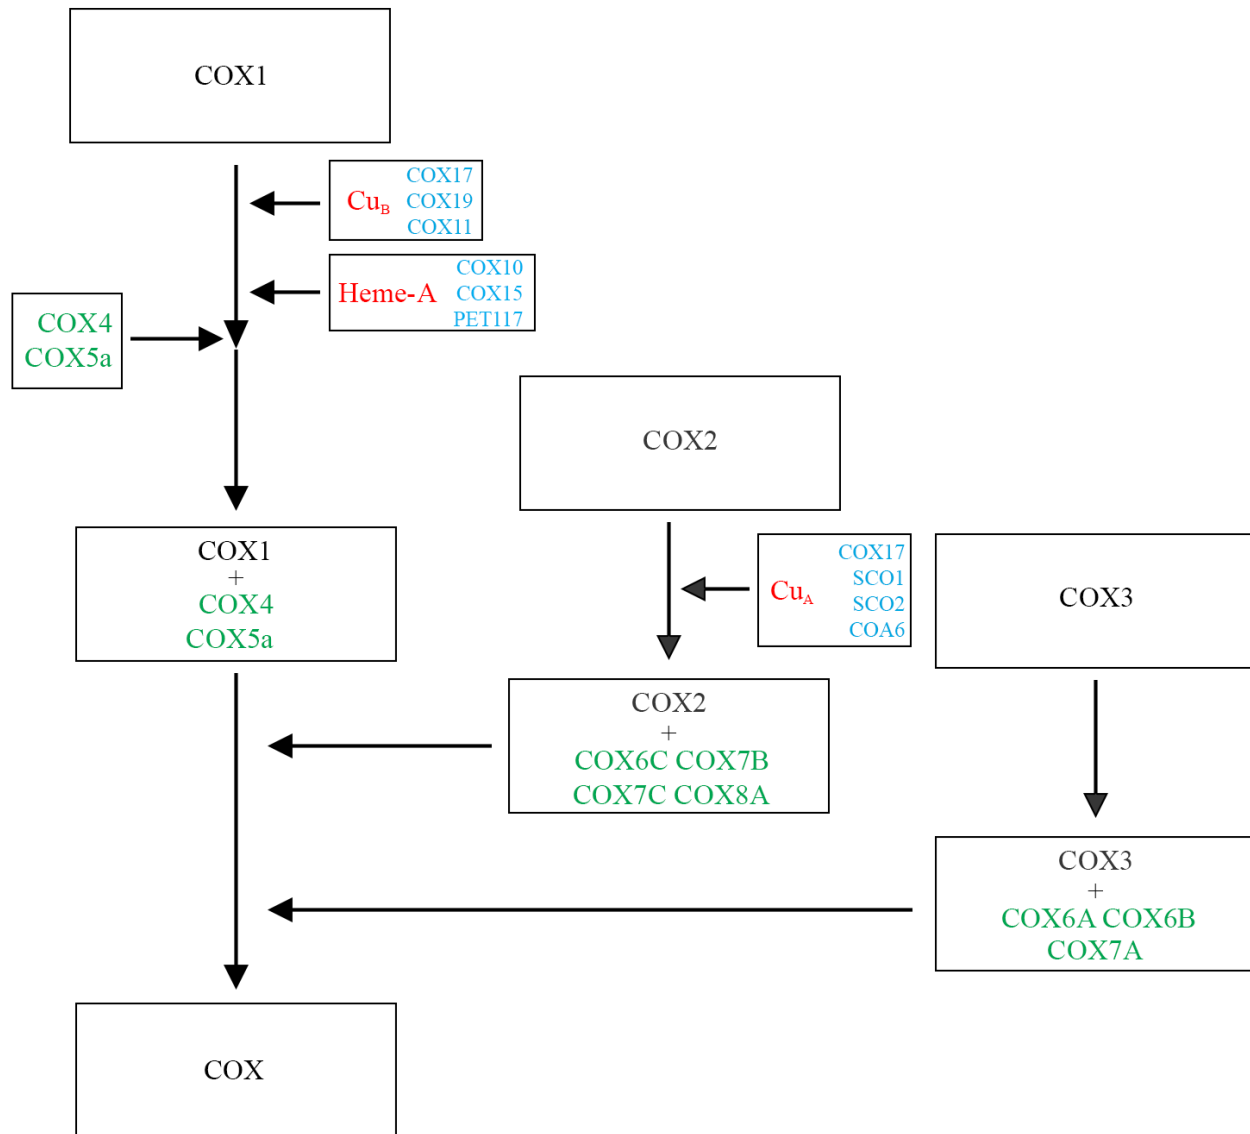 COX1
CuB
COX17
COX19
COX11
Heme-A
COX10
COX15
PET117
COX4
COX5a
COX2
COX1
+
COX4
COX5a
CuA
COX17
SCO1
SCO2
COA6
COX3
COX2
+
COX6C COX7B
COX7C COX8A
COX3
+
COX6A COX6B
COX7A
COX